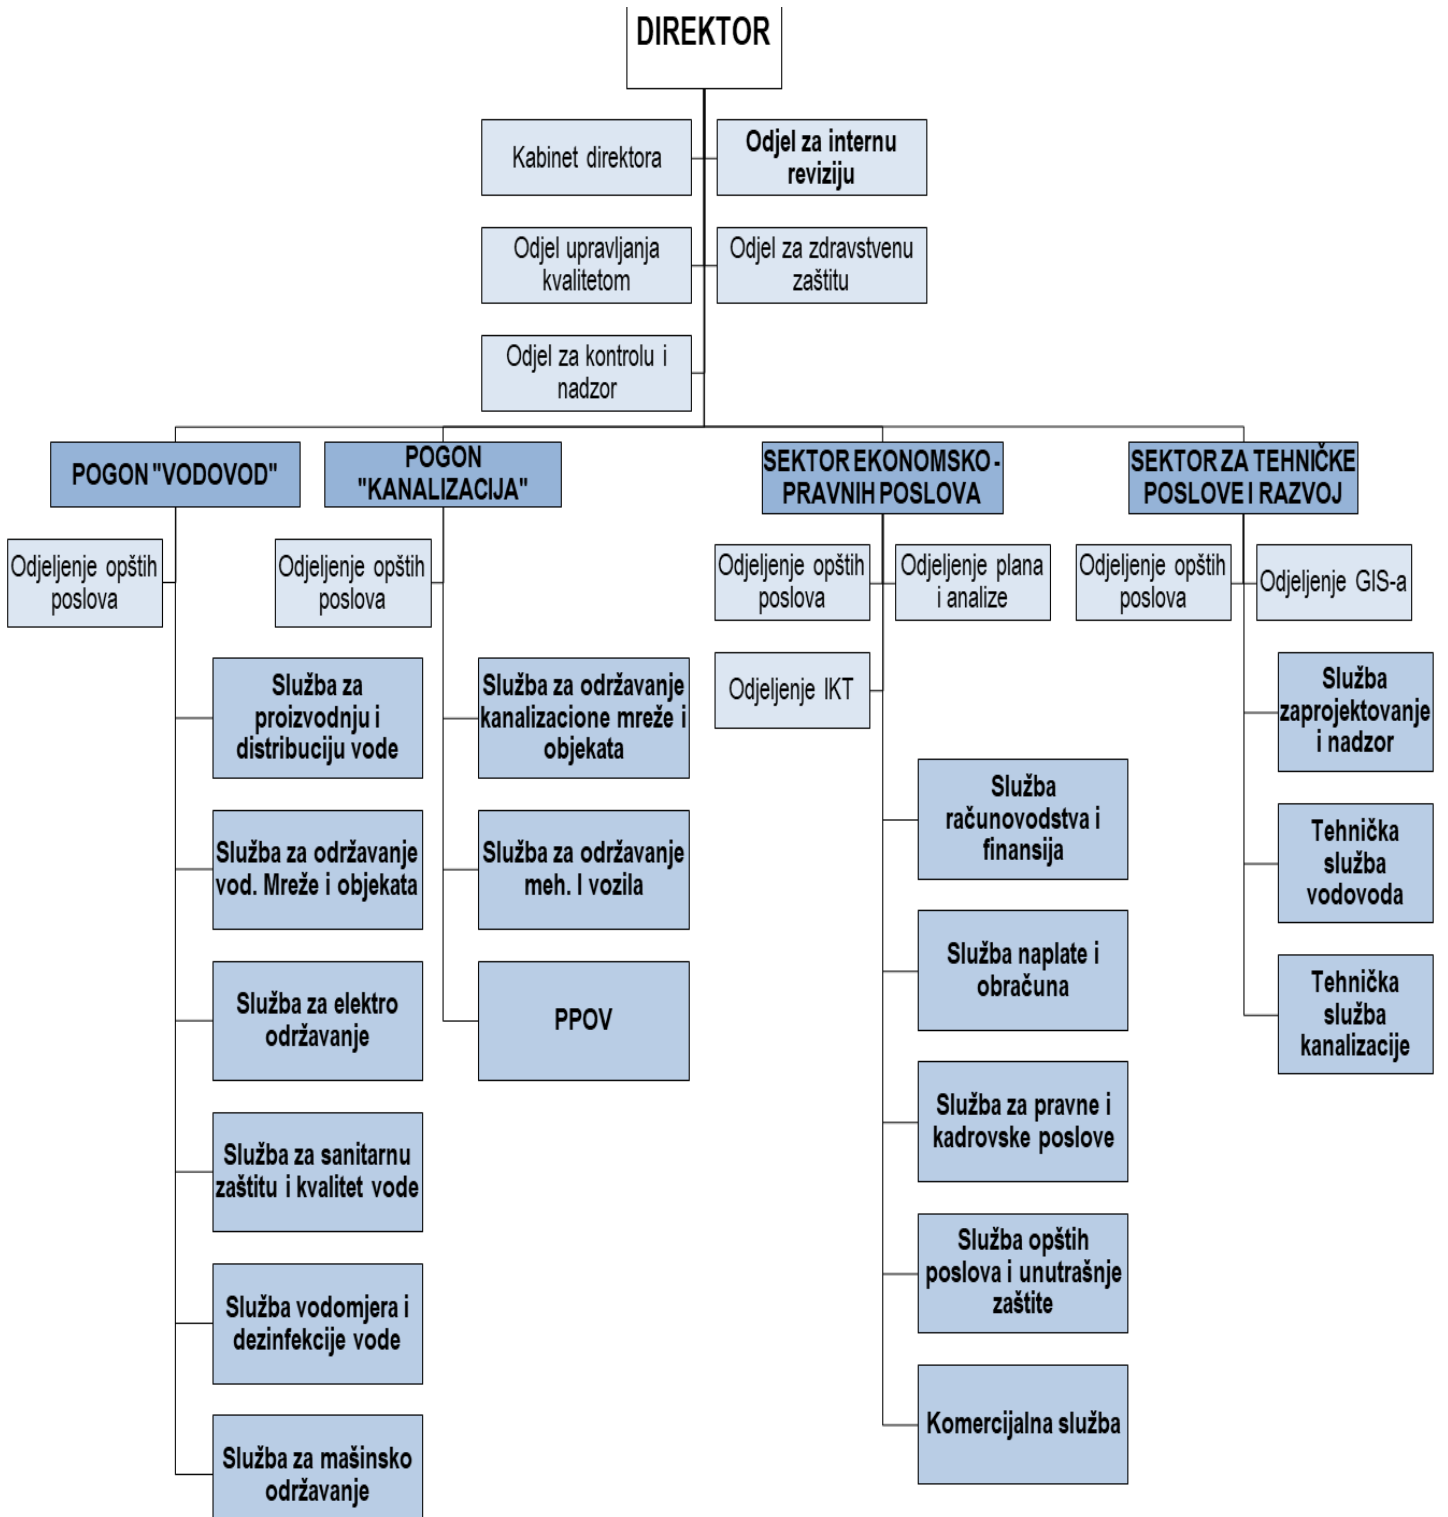 DIREKTOR
Kabinet direktora
Odjel za internu
reviziju
Odjel upravljanja
kvalitetom
Odjel za zdravstvenu
zaštitu
Odjel za kontrolu i
nadzor
POGON "VODOVOD"
POGON
"KANALIZACIJA"
SEKTOR EKONOMSKO-
PRAVNIH POSLOVA
SEKTOR ZA TEHNIČKE
POSLOVE I RAZVOJ
Odjeljenje opštih
poslova
Odjeljenje opštih
poslova
Odjeljenje opštih
poslova
Odjeljenje plana
i analize
Odjeljenje opštih
poslova
Odjeljenje GIS-a
Odjeljenje IKT
Služba za
proizvodnju i
distribuciju vode
Služba za održavanje
vod. Mreže i objekata
Služba za elektro
održavanje
Služba za sanitarnu
zaštitu i kvalitet vode
Služba vodomjera i
dezinfekcije vode
Služba za mašinsko
održavanje
Služba za održavanje
kanalizacione mreže i
objekata
Služba za održavanje
meh. I vozila
PPOV
Služba
računovodstva i
finansija
Služba naplate i
obračuna
Služba za pravne i
kadrovske poslove
Služba opštih
poslova i unutrašnje
zaštite
Komercijalna služba
Služba
zaprojektovanje
i nadzor
Tehnička
služba
vodovoda
Tehnička
služba
kanalizacije